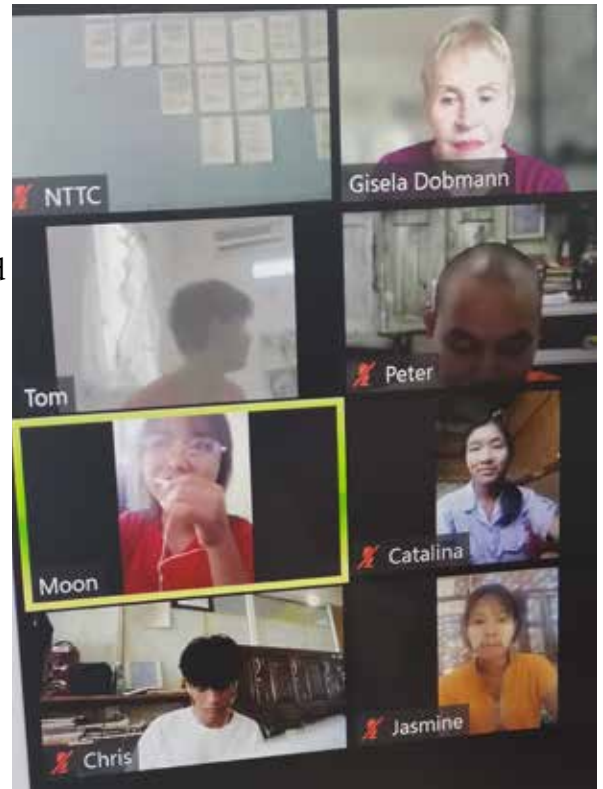 NTTC
Gisela Dobmann
d
Tom
Peter
Moon
Catalina
Chris
Jasmine